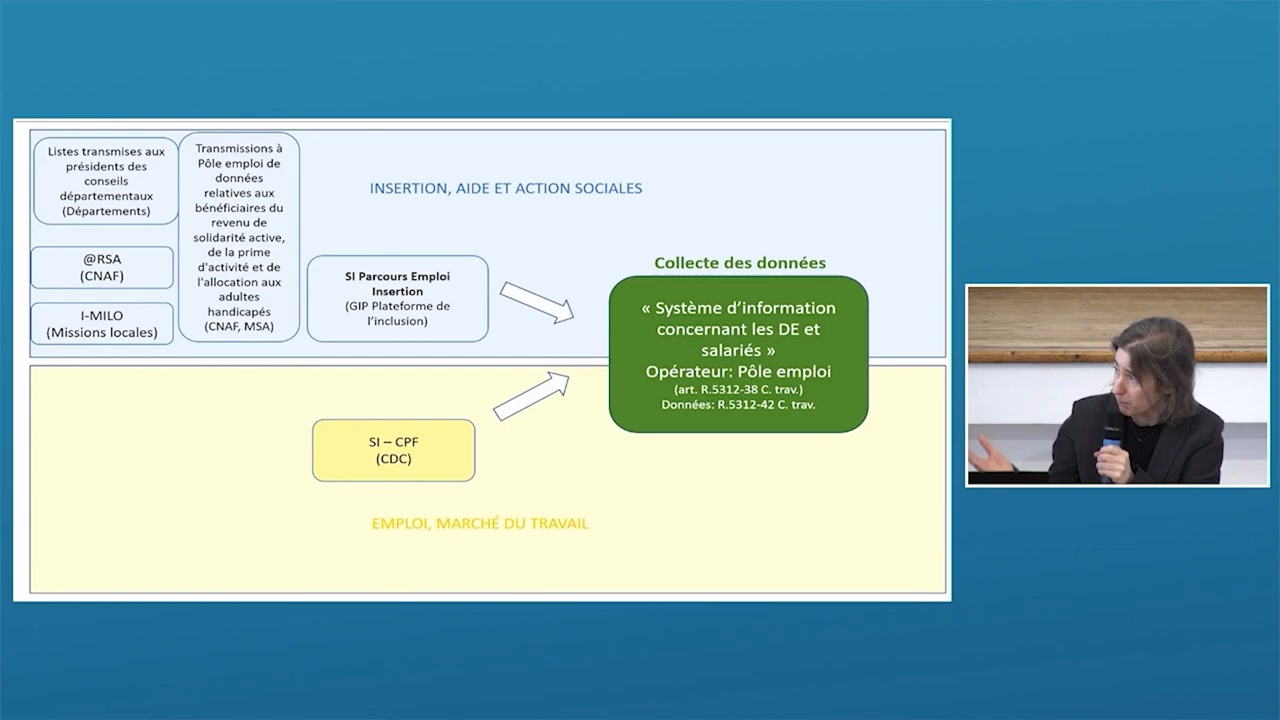 Listes transmises aux
présidents des
conseils
départementaux
(Départements)
@RSA
(CNAF)
I-MILO
(Missions locales)
Transmissions à
Pôle emploi de
données
relatives aux
bénéficiaires du
revenu de
solidarité active,
de la prime
d'activité et de
l'allocation aux
adultes
handicapés
(CNAF, MSA)
INSERTION, AIDE ET ACTION SOCIALES
SI Parcours Emploi
Insertion
(GIP Plateforme de
l'inclusion)
Collecte des données
« Système d'information
concernant les DE et
salariés »
Opérateur: Pôle emploi
(art. R.5312-38 C. trav.)
Données: R.5312-42 C. trav.
SI – CPF
(CDC)
EMPLOI, MARCHÉ DU TRAVAIL